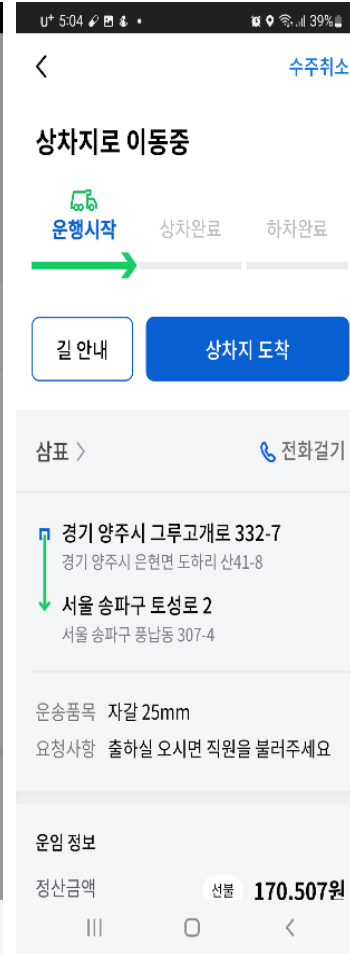 U+ 5:04 39%
수주취소
상차지로 이동중
운행시작 상차완료 하차완료
길 안내 상차지 도착
삼표 〉 전화걸기
경기 양주시 그루고개로 332-7
경기 양주시 은현면 도하리 산41-8
서울 송파구 토성로 2
서울 송파구 풍납동 307-4
운송품목 자갈 25mm
요청사항 출하실 오시면 직원을 불러주세요
운임 정보
정산금액 선불 170,507원